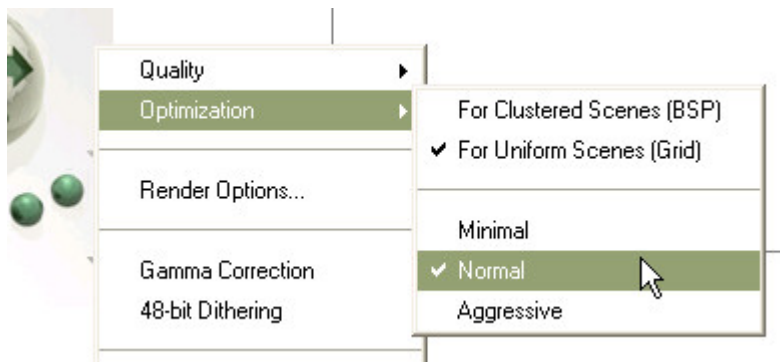 Quality
Optimization
Render Options...
Gamma Correction
48-bit Dithering
For Clustered Scenes (BSP)
For Uniform Scenes (Grid)
Minimal
Normal
Aggressive